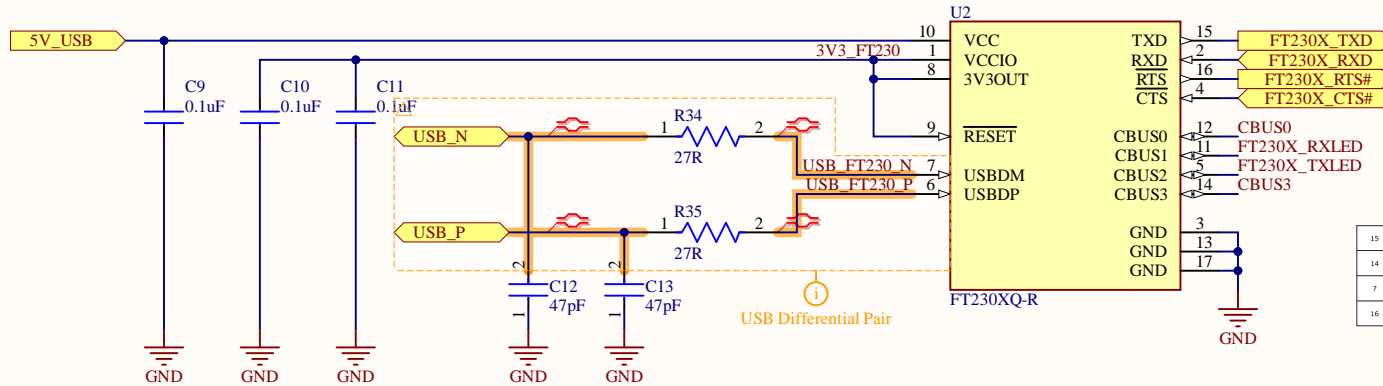 U2
5V_USB
10 VCC TXD 15 FT230X_TXD
3V3_FT230 1 VCCIO RXD 2 FT230X_RXD
8 3V3OUT RTS 16 FT230X_RTS#
CTS 4 FT230X_CTS#
C9 0.1uF
C10 0.1uF
C11 0.1uF
USB_N 1 R34 2
27R
9 RESET CBUS0 12 CBUS0
CBUS1 11 FT230X_RXLED
USB_FT230_N 7 USBDM CBUS2 5 FT230X_TXLED
USB_FT230_P 6 USBDP CBUS3 14 CBUS3
USB_P 1 R35 2
27R
GND 3
GND 13
GND 17
2 C12 47pF 1
2 C13 47pF 1
i
USB Differential Pair
FT230XQ-R
GND
GND
GND
GND
GND
GND
15
14
7
16